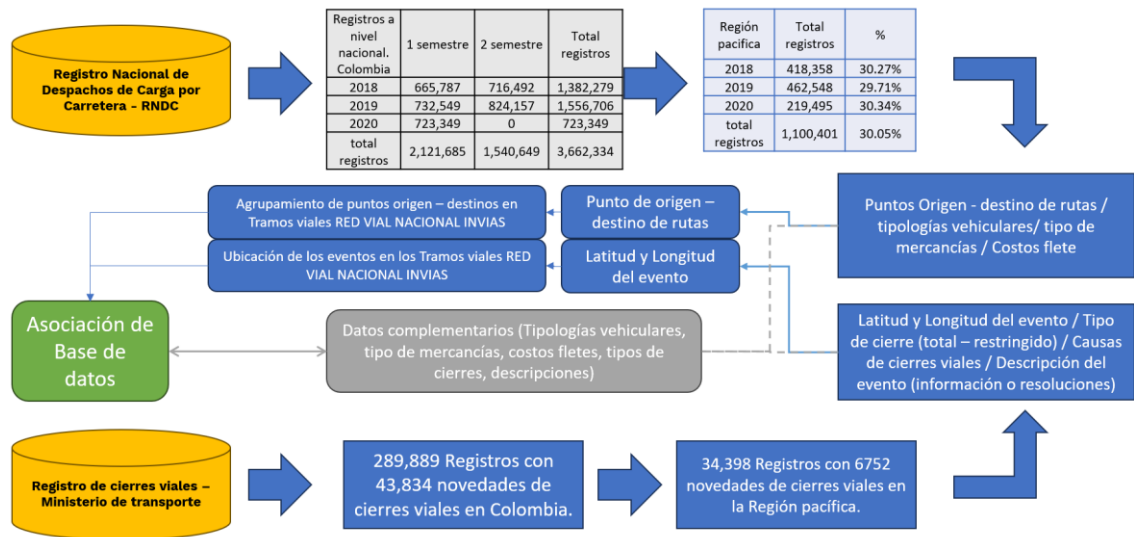 Registro Nacional de
Despachos de Carga por
Carretera - RNDC
Registros a
nivel
nacional.
Colombia
1 semestre
2 semestre
Total
registros
2018 665,787 716,492 1,382,279
2019 732,549 824,157 1,556,706
2020 723,349 0 723,349
total
registros
2,121,685 1,540,649 3,662,334
Región
pacifica
Total
registros
%
2018 418,358 30.27%
2019 462,548 29.71%
2020 219,495 30.34%
total
registros
1,100,401 30.05%
Agrupamiento de puntos origen – destinos en
Tramos viales RED VIAL NACIONAL INVIAS
Punto de origen –
destino de rutas
Puntos Origen - destino de rutas /
tipologías vehiculares/ tipo de
mercancías / Costos flete
Ubicación de los eventos en los Tramos viales RED
VIAL NACIONAL INVIAS
Latitud y Longitud
del evento
Asociación de
Base de
datos
Datos complementarios (Tipologías vehiculares,
tipo de mercancías, costos fletes, tipos de
cierres, descripciones)
Latitud y Longitud del evento / Tipo
de cierre (total – restringido) / Causas
de cierres viales / Descripción del
evento (información o resoluciones)
Registro de cierres viales –
Ministerio de transporte
289,889 Registros con
43,834 novedades de
cierres viales en Colombia.
34,398 Registros con 6752
novedades de cierres viales en
la Región pacífica.